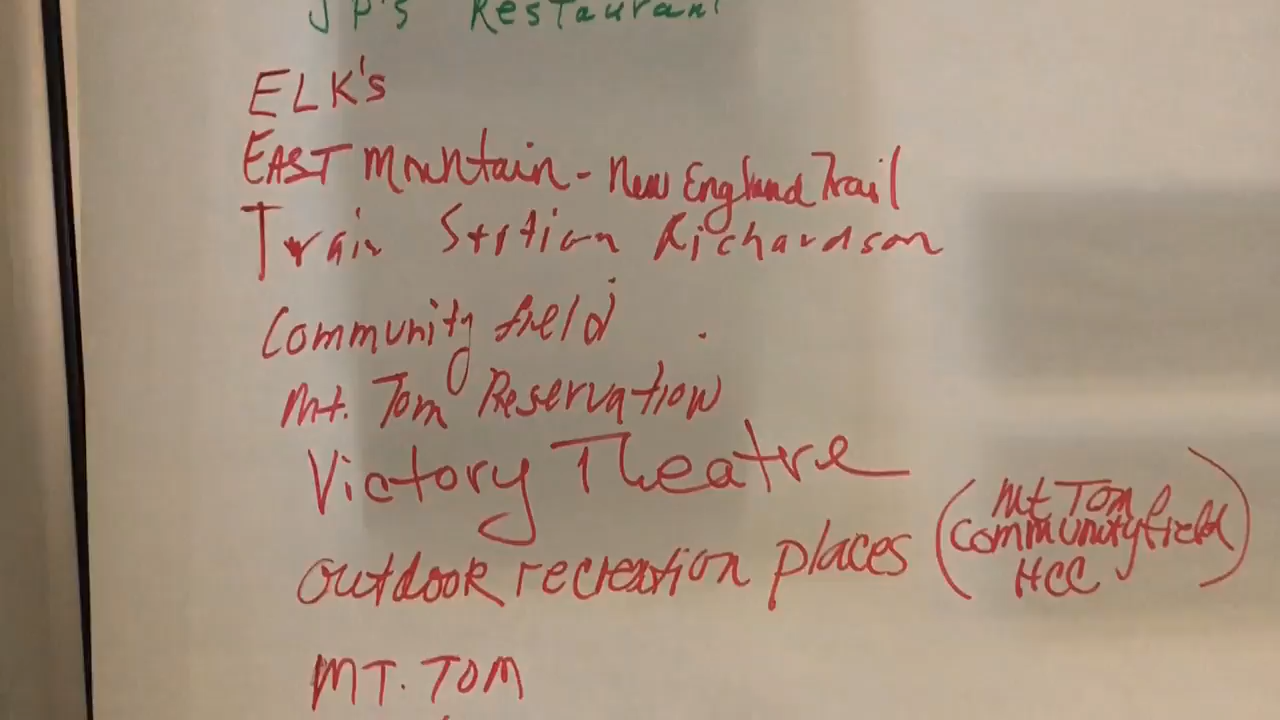 JP's Restaurant
ELK's
EAST Mountain - New England Trail
Train Station Richardson
Community field
Mt. Tom Reservation
Victory Theatre
outdoor recreation places (Mt Tom
Community field
HCC)
MT. TOM